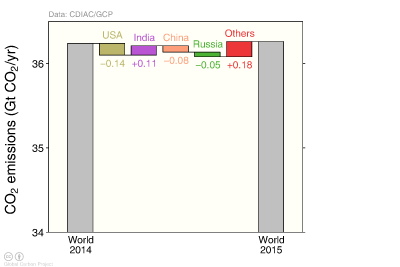 Data: CDIAC/GCP
CO₂ emissions (Gt CO₂/yr)
36
35
34
USA
−0.14
India
+0.11
China
−0.08
Russia
−0.05
Others
+0.18
World
2014
World
2015
Global Carbon Project